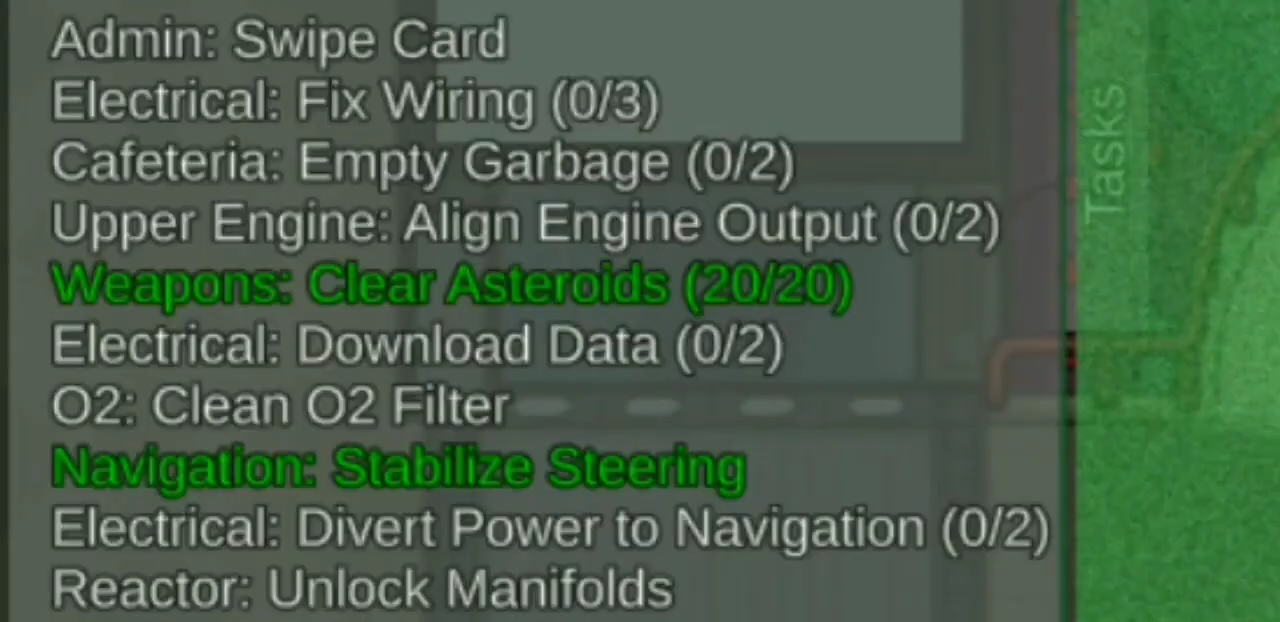 Admin: Swipe Card
Electrical: Fix Wiring (0/3)
Cafeteria: Empty Garbage (0/2)
Upper Engine: Align Engine Output (0/2)
Weapons: Clear Asteroids (20/20)
Electrical: Download Data (0/2)
O2: Clean O2 Filter
Navigation: Stabilize Steering
Electrical: Divert Power to Navigation (0/2)
Reactor: Unlock Manifolds
Tasks